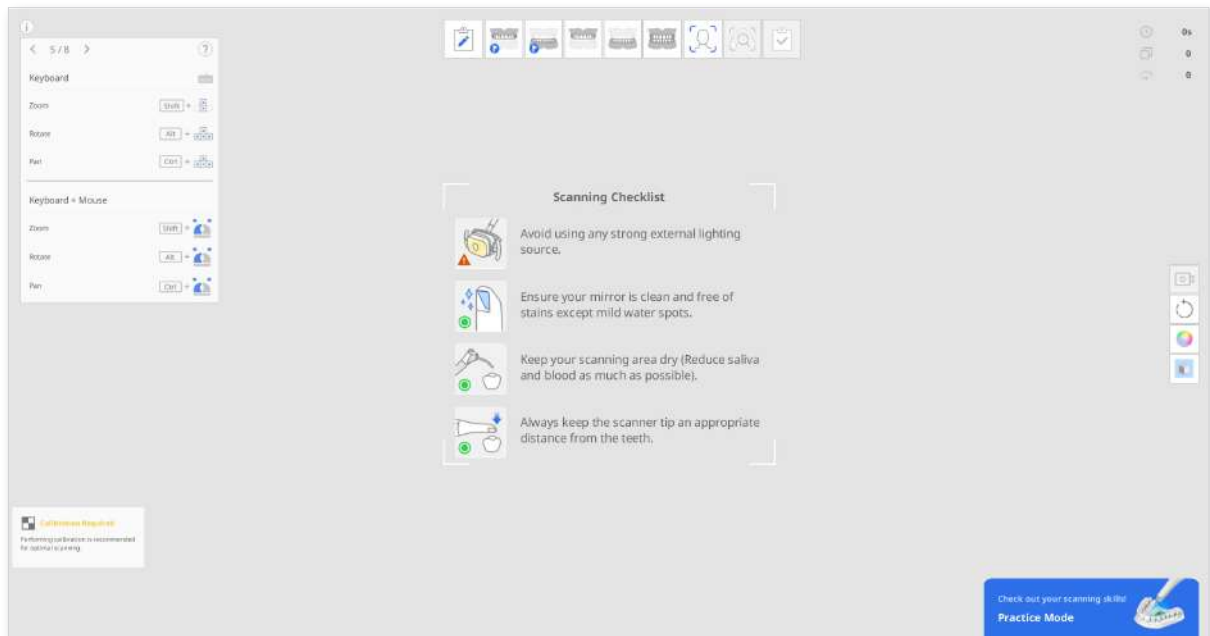 < 5/8 >
?
Keyboard
Zoom
Shift +
Rotate
Alt +
Pan
Ctrl +
Keyboard + Mouse
Zoom
Shift +
Rotate
Alt +
Pan
Ctrl +
0s
0
0
Scanning Checklist
Avoid using any strong external lighting
source.
Ensure your mirror is clean and free of
stains except mild water spots.
Keep your scanning area dry (Reduce saliva
and blood as much as possible).
Always keep the scanner tip an appropriate
distance from the teeth.
Calibration Required
Performing calibration is recommended
for optimal scanning.
Check out your scanning skills!
Practice Mode